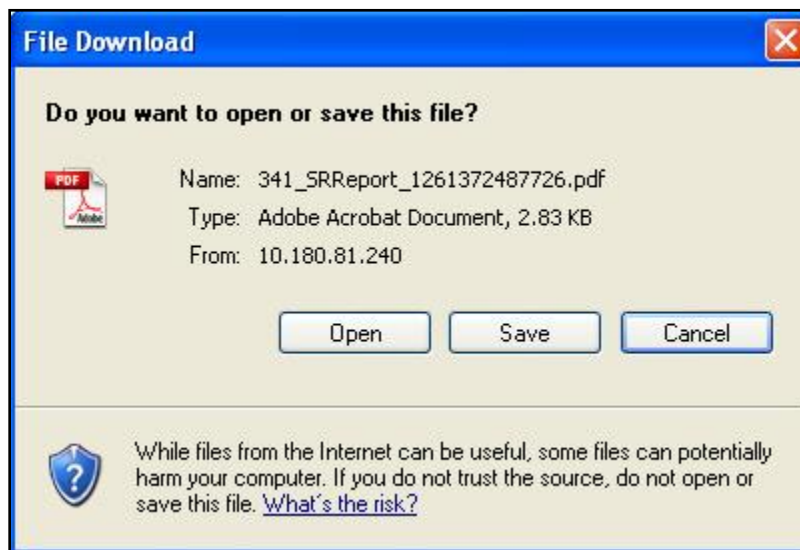 File Download
Do you want to open or save this file?
PDF
Adobe
Name: 341_SRReport_1261372487726.pdf
Type: Adobe Acrobat Document, 2.83 KB
From: 10.180.81.240
Open Save Cancel
While files from the Internet can be useful, some files can potentially
harm your computer. If you do not trust the source, do not open or
save this file. What's the risk?